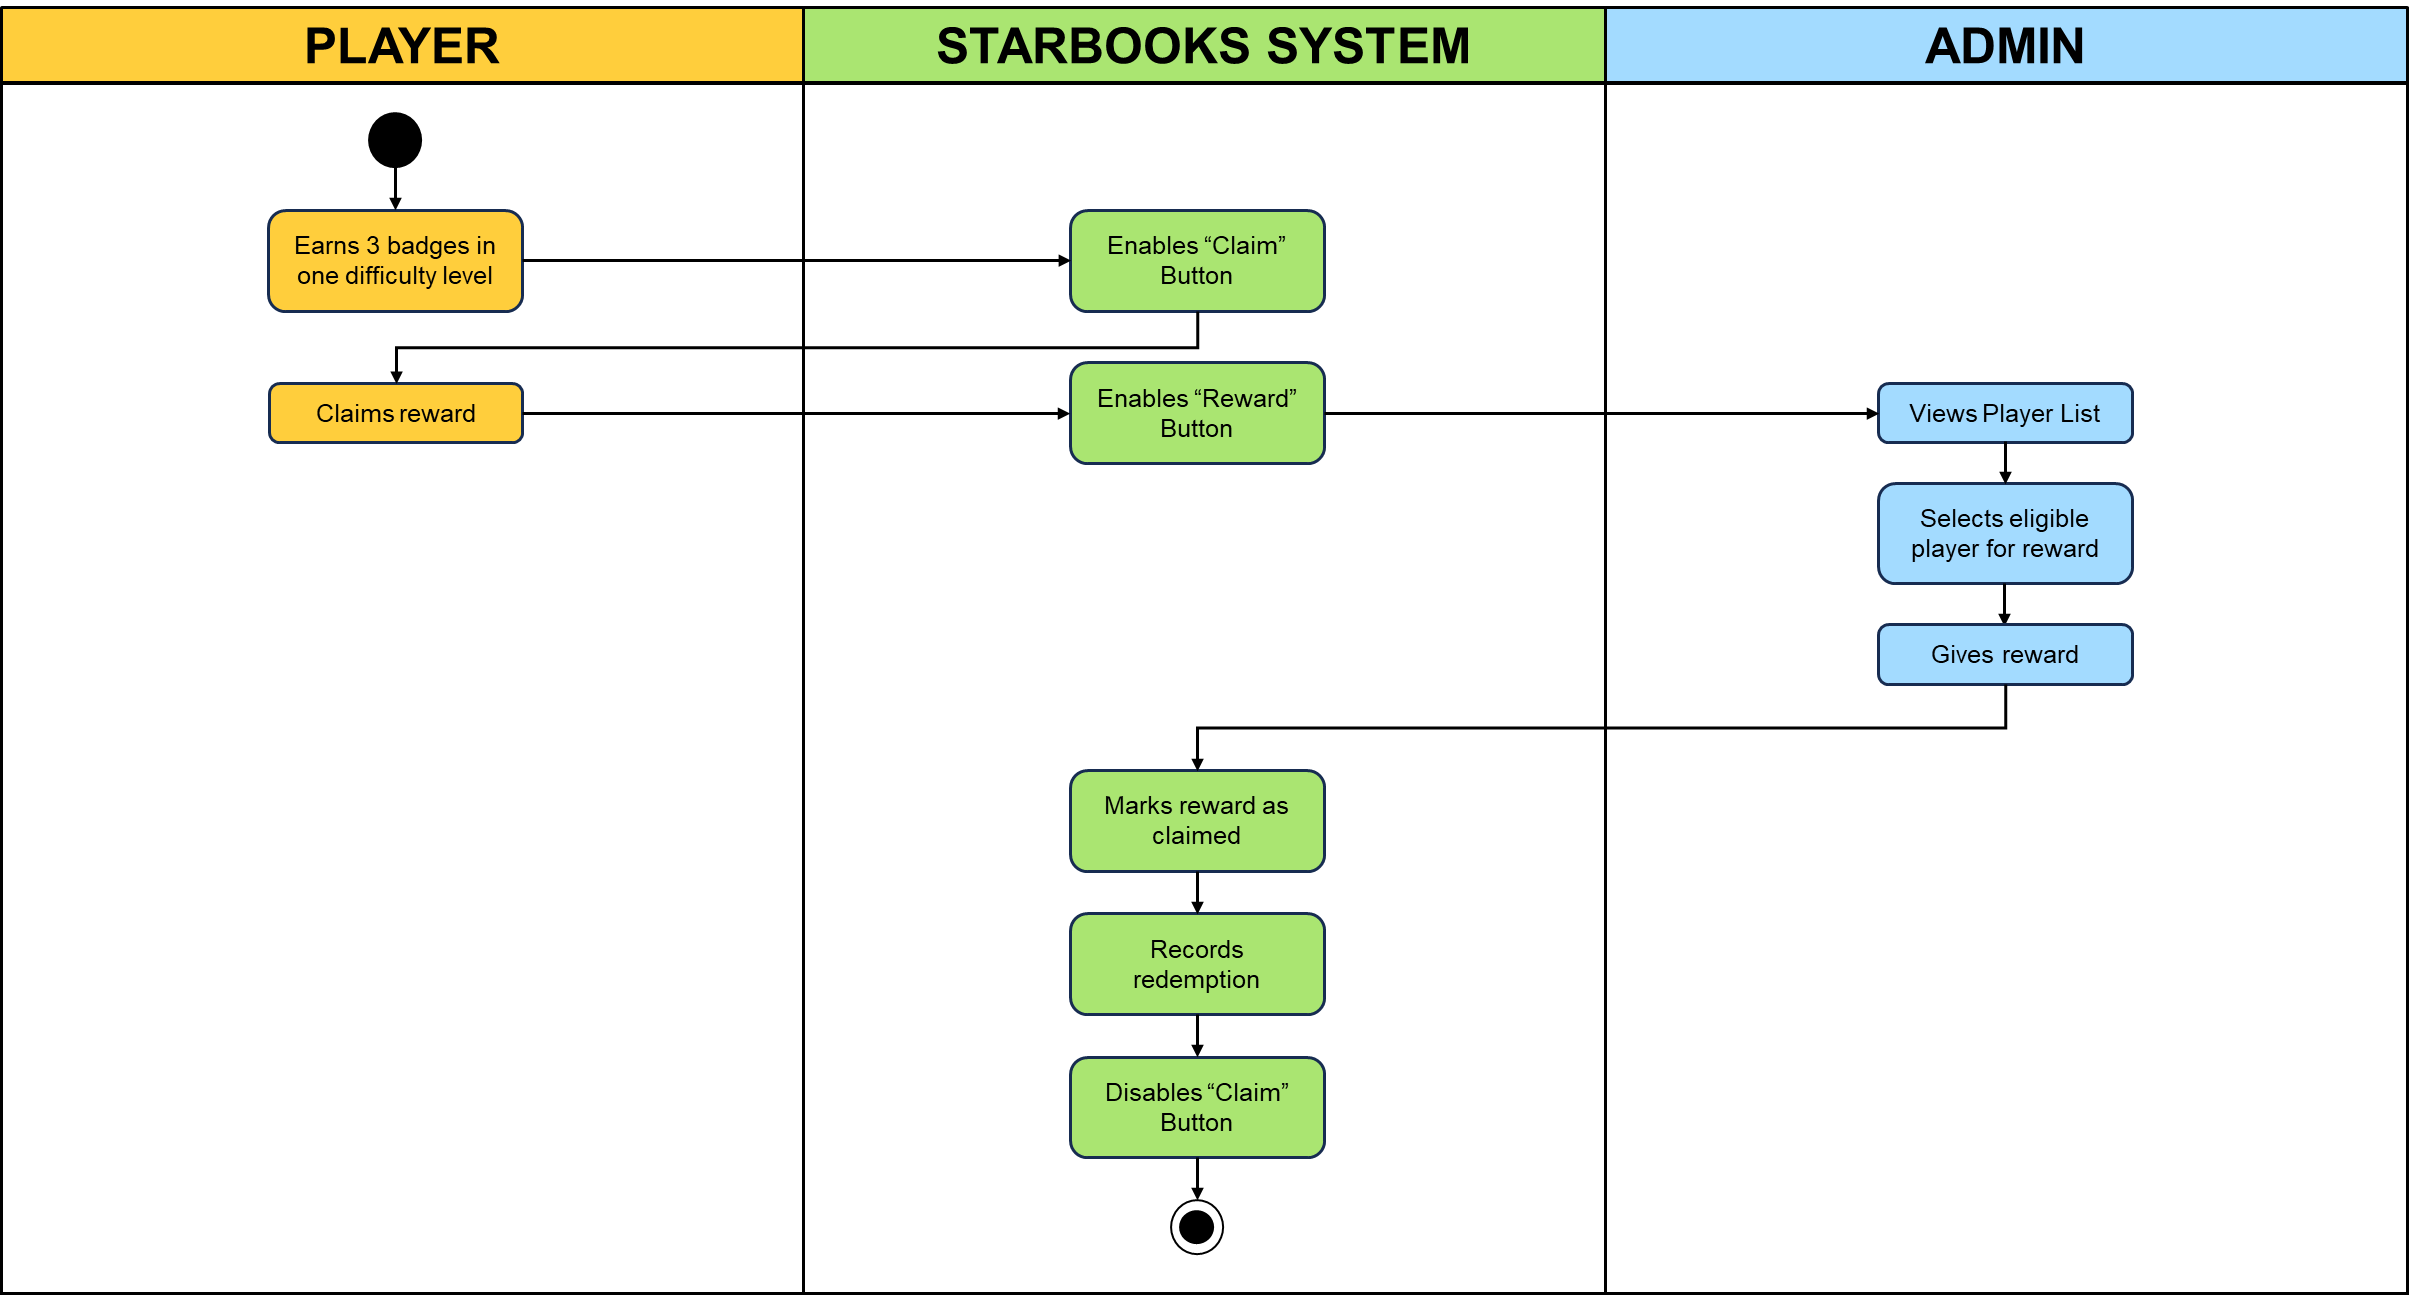 PLAYER
STARBOOKS SYSTEM
ADMIN
Earns 3 badges in
one difficulty level
Enables “Claim”
Button
Claims reward
Enables “Reward”
Button
Views Player List
Selects eligible
player for reward
Gives reward
Marks reward as
claimed
Records
redemption
Disables “Claim”
Button